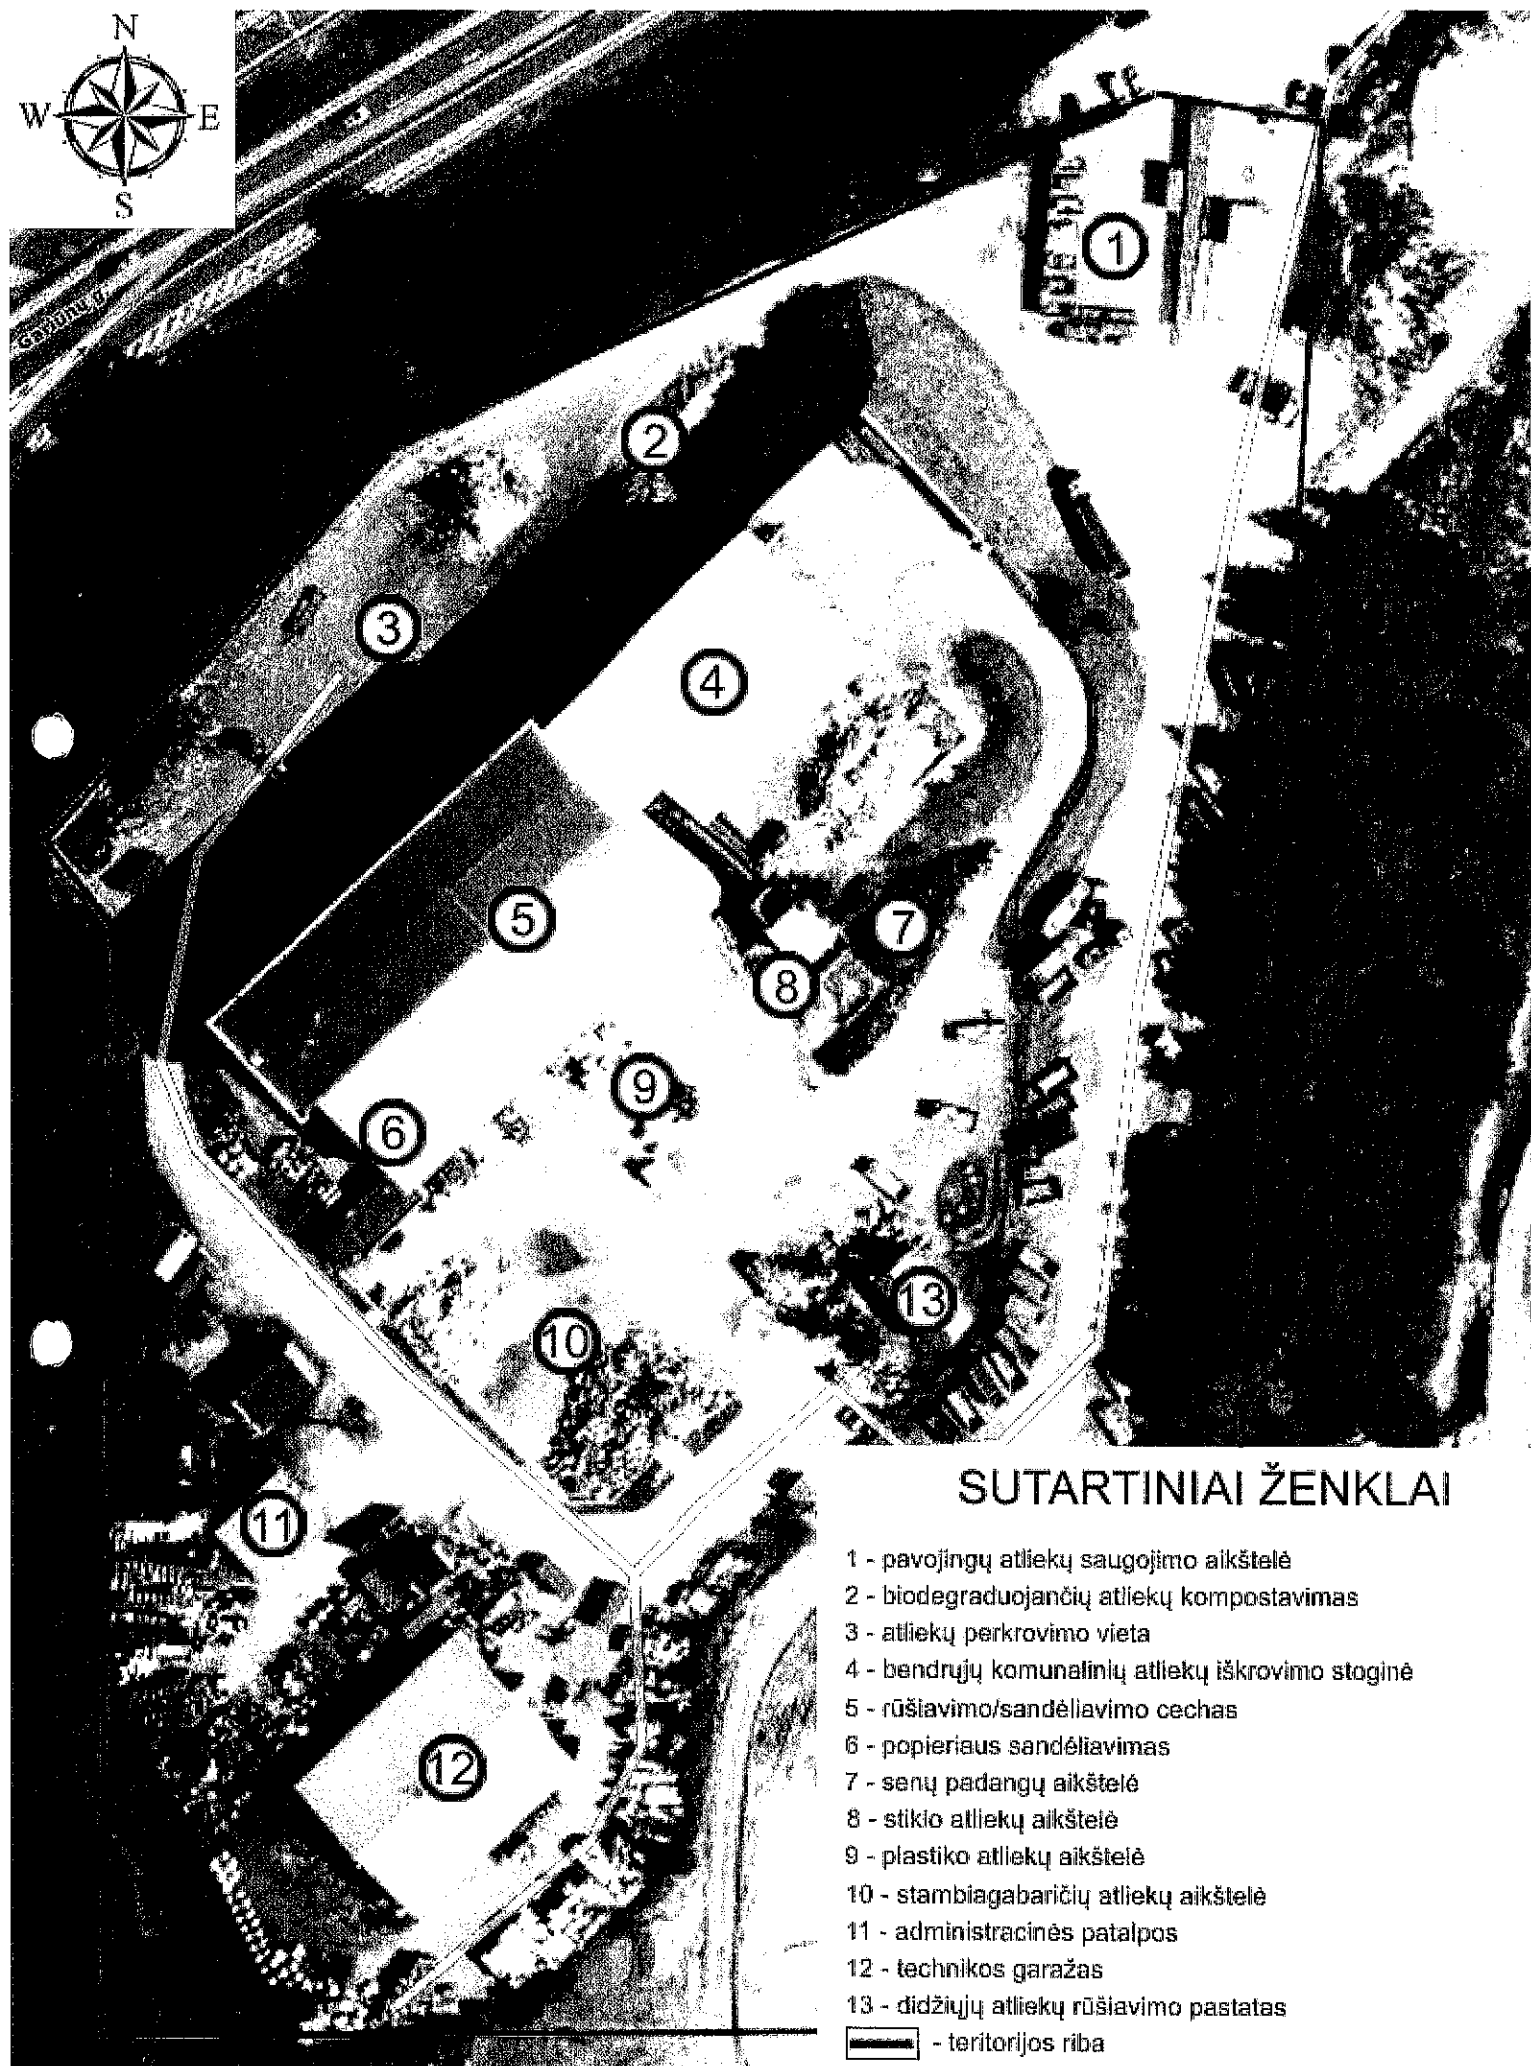 N
W E
S
1
2
3
4
5
7
8
9
6
13
10
11
12
SUTARTINIAI ŽENKLAI
1 - pavojingų atliekų saugojimo aikštelė
2 - biodegraduojančių atliekų kompostavimas
3 - atliekų perkrovimo vieta
4 - bendrųjų komunalinių atliekų iškrovimo stoginė
5 - rūšiavimo/sandėliavimo cechas
6 - popieriaus sandėliavimas
7 - senų padangų aikštelė
8 - stiklo atliekų aikštelė
9 - plastiko atliekų aikštelė
10 - stambiagabaričių atliekų aikštelė
11 - administracinės patalpos
12 - technikos garažas
13 - didžiųjų atliekų rūšiavimo pastatas
- teritorijos riba